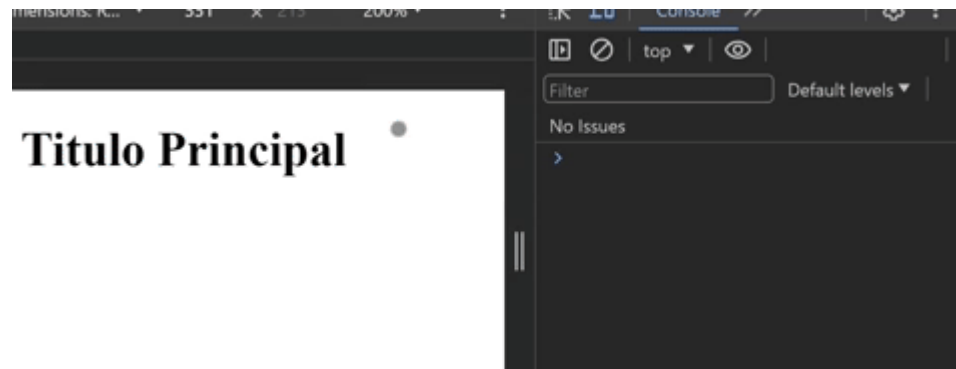 200%
Console
top
Filter
Default levels
No Issues
Titulo Principal